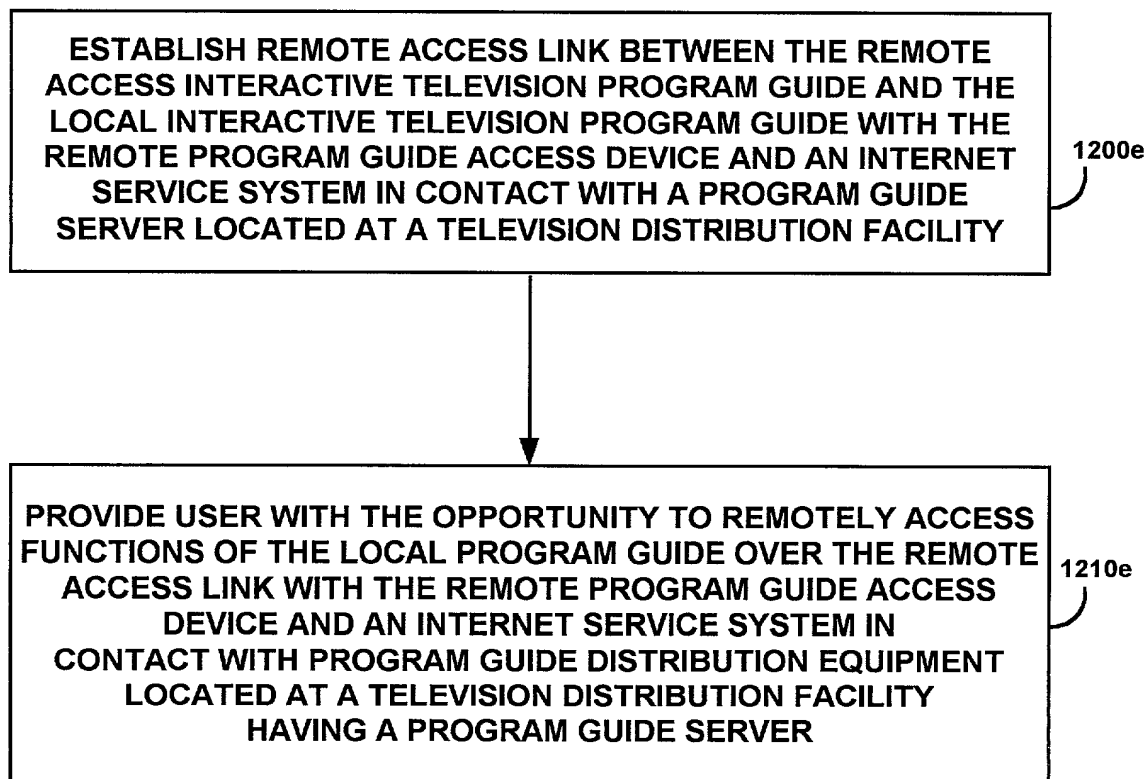 ESTABLISH REMOTE ACCESS LINK BETWEEN THE REMOTE
ACCESS INTERACTIVE TELEVISION PROGRAM GUIDE AND THE
LOCAL INTERACTIVE TELEVISION PROGRAM GUIDE WITH THE
REMOTE PROGRAM GUIDE ACCESS DEVICE AND AN INTERNET
SERVICE SYSTEM IN CONTACT WITH A PROGRAM GUIDE
SERVER LOCATED AT A TELEVISION DISTRIBUTION FACILITY
1200e
PROVIDE USER WITH THE OPPORTUNITY TO REMOTELY ACCESS
FUNCTIONS OF THE LOCAL PROGRAM GUIDE OVER THE REMOTE
ACCESS LINK WITH THE REMOTE PROGRAM GUIDE ACCESS
DEVICE AND AN INTERNET SERVICE SYSTEM IN
CONTACT WITH PROGRAM GUIDE DISTRIBUTION EQUIPMENT
LOCATED AT A TELEVISION DISTRIBUTION FACILITY
HAVING A PROGRAM GUIDE SERVER
1210e